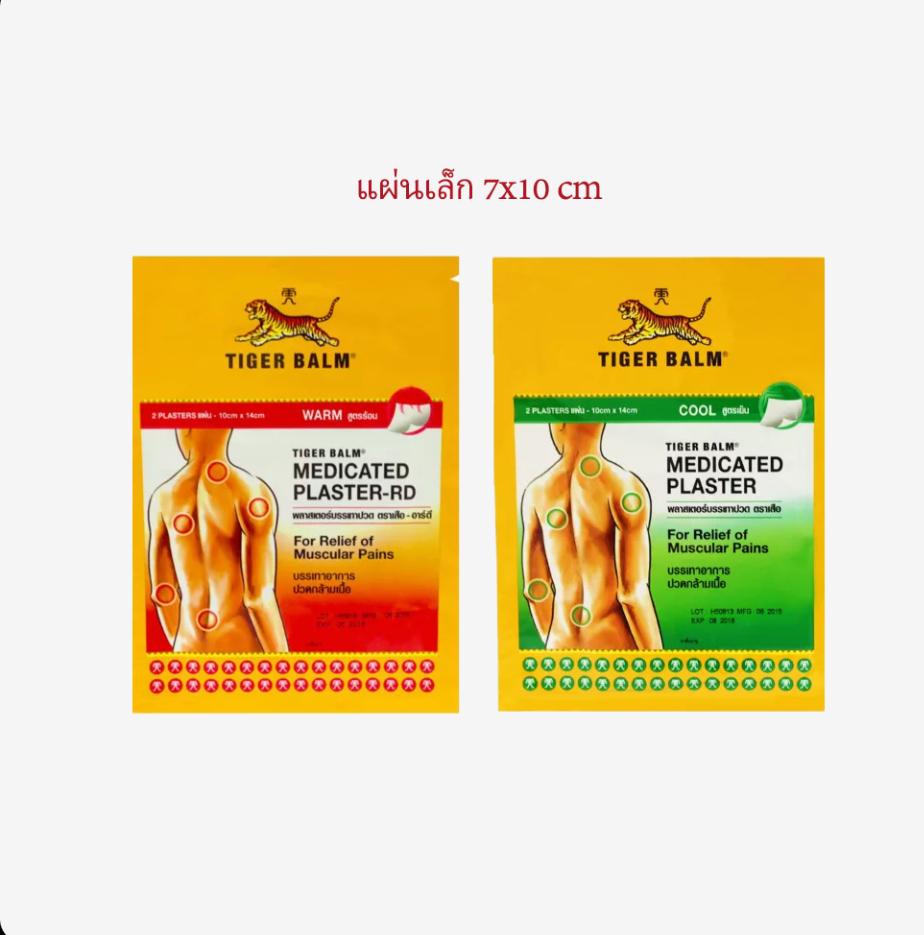 แผ่นเล็ก 7x10 cm
TIGER BALM®
2 PLASTERS แผ่น - 10cm x 14cm
WARM สูตรร้อน
TIGER BALM®
MEDICATED
PLASTER-RD
พลาสเตอร์บรรเทาปวด ตราเสือ - อาร์ดี
For Relief of
Muscular Pains
บรรเทาอาการ
ปวดกล้ามเนื้อ
TIGER BALM®
2 PLASTERS แผ่น - 10cm x 14cm
COOL สูตรเย็น
TIGER BALM®
MEDICATED
PLASTER
พลาสเตอร์บรรเทาปวด ตราเสือ
For Relief of
Muscular Pains
บรรเทาอาการ
ปวดกล้ามเนื้อ
LOT H50813 MFG 08 2015
EXP 08 2018